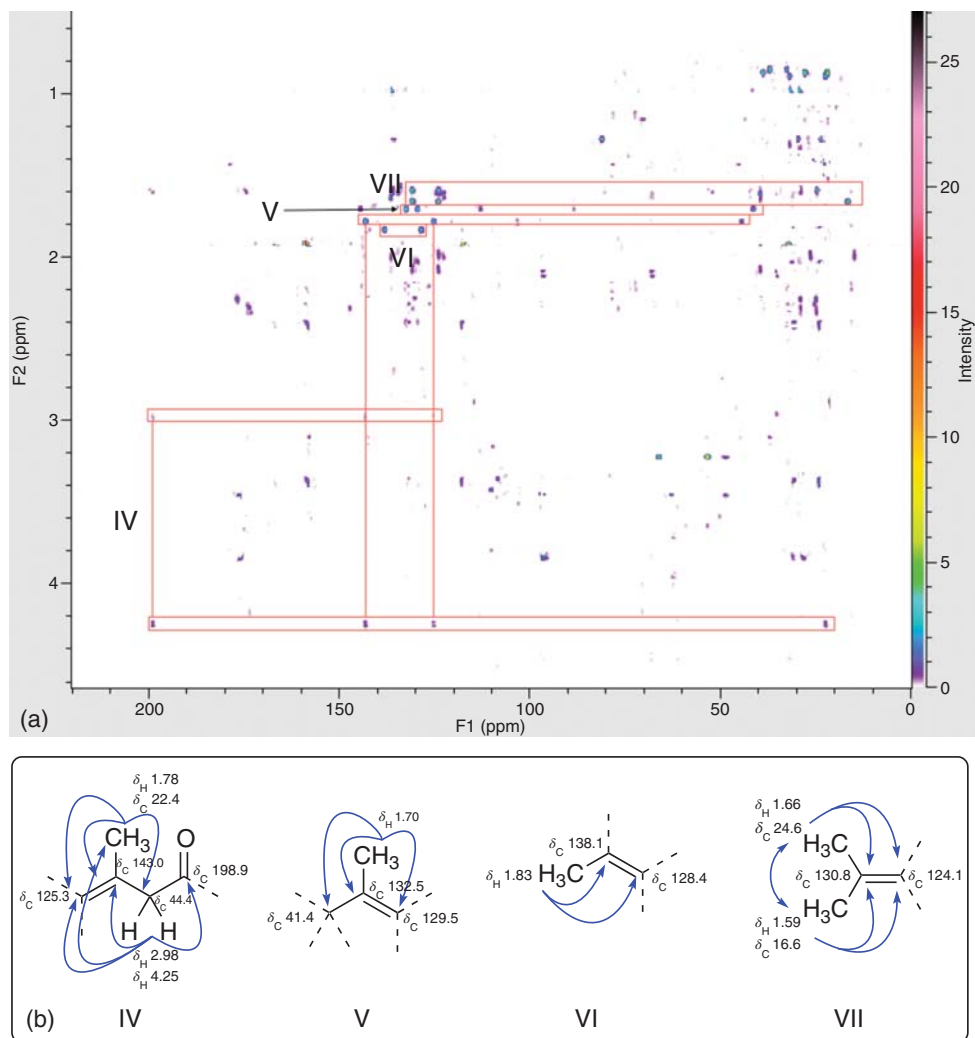 1
2
3
4
F2 (ppm)
VII
V
VI
IV
200
150
100
50
0
F1 (ppm)
(a)
25
20
15
10
5
0
Intensity
δH 1.78
δC 22.4
CH3
O
δC 143.0
δC 198.9
δC 125.3
δC 44.4
H H
δH 2.98
δH 4.25
IV
δH 1.70
CH3
δC 132.5
δC 41.4
δC 129.5
V
δC 138.1
H3C
δH 1.83
δC 128.4
VI
δH 1.66
δC 24.6
H3C
δC 130.8
δC 124.1
H3C
δH 1.59
δC 16.6
VII
(b)